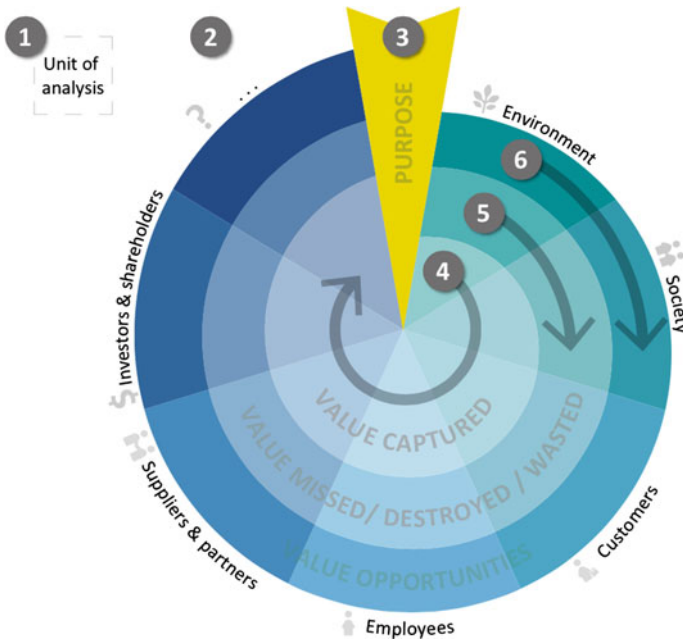 1
2
3
Unit of
analysis
...
?
PURPOSE
Environment
6
5
4
Society
Investors & shareholders
$
VALUE CAPTURED
VALUE MISSED/ DESTROYED / WASTED
VALUE OPPORTUNITIES
Suppliers & partners
Customers
Employees